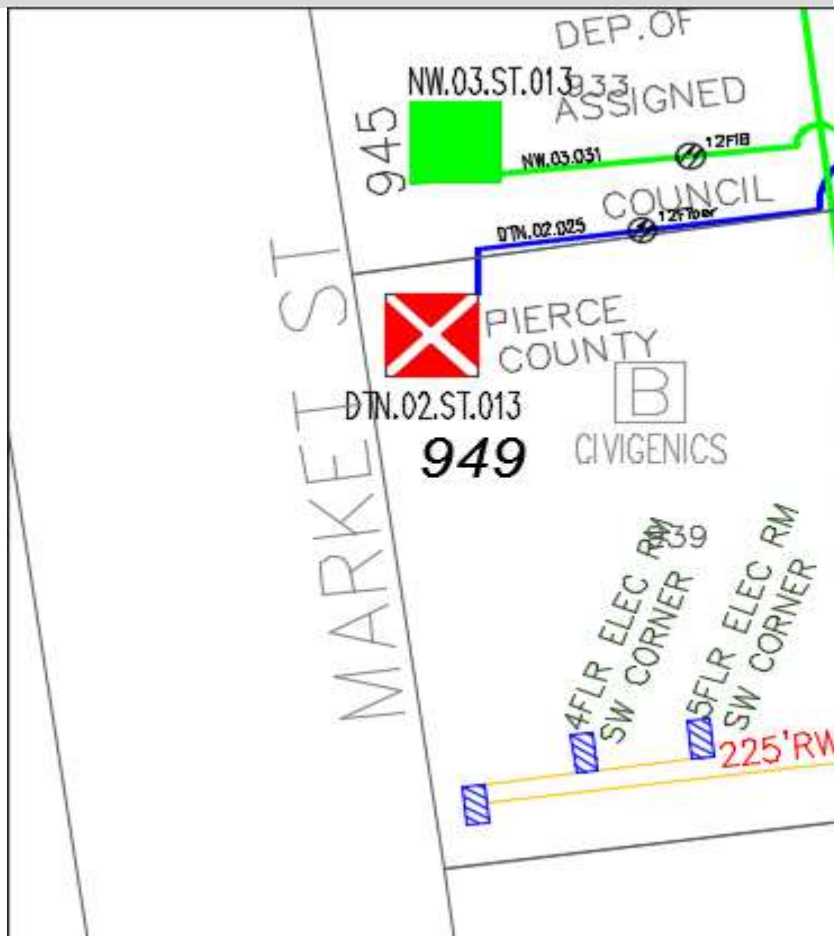 DEP.OF
NW.03.ST.013
933
ASSIGNED
945
12FIB
NW.03.031
COUNCIL
12Fiber
DTN.02.025
MARKET ST
PIERCE
COUNTY
B
DTN.02.ST.013
949
CIVIGENICS
939
4FLR ELEC RM
SW CORNER
5FLR ELEC RM
SW CORNER
225'RW